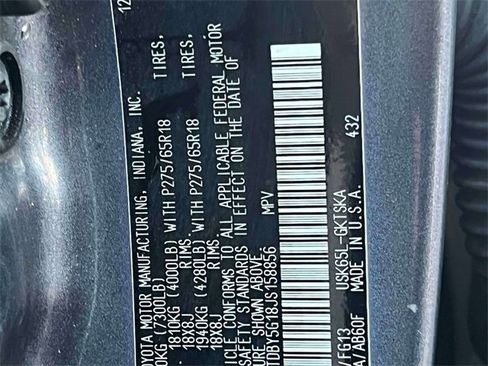 12
TOYOTA MOTOR MANUFACTURING, INDIANA, INC.
0KG (7300LB)
1810KG (4000LB) WITH P275/65R18 TIRES,
18X8J RIMS
1940KG (4280LB) WITH P275/65R18 TIRES,
18X8J RIMS
ICLE CONFORMS TO ALL APPLICABLE FEDERAL MOTOR
SAFETY STANDARDS IN EFFECT ON THE DATE OF
URE SHOWN ABOVE.
TDBY5G18JS158856 MPV
USK65L-GKTSKA
/FG13
A/AB60F MADE IN U.S.A. 432